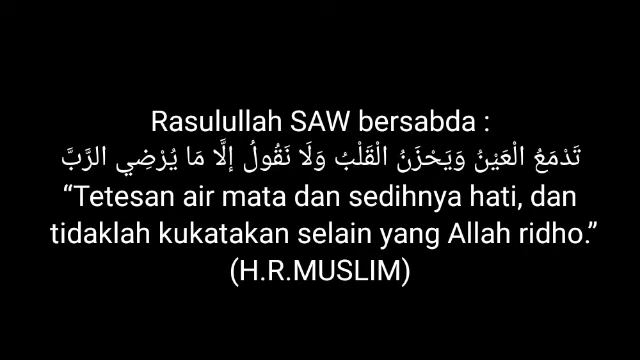 Rasulullah SAW bersabda :
تَدْمَعُ الْعَيْنُ وَيَحْزَنُ الْقَلْبُ وَلَا نَقُولُ إلَّا مَا يُرْضِي الرَّبَّ
“Tetesan air mata dan sedihnya hati, dan
tidaklah kukatakan selain yang Allah ridho.”
(H.R.MUSLIM)